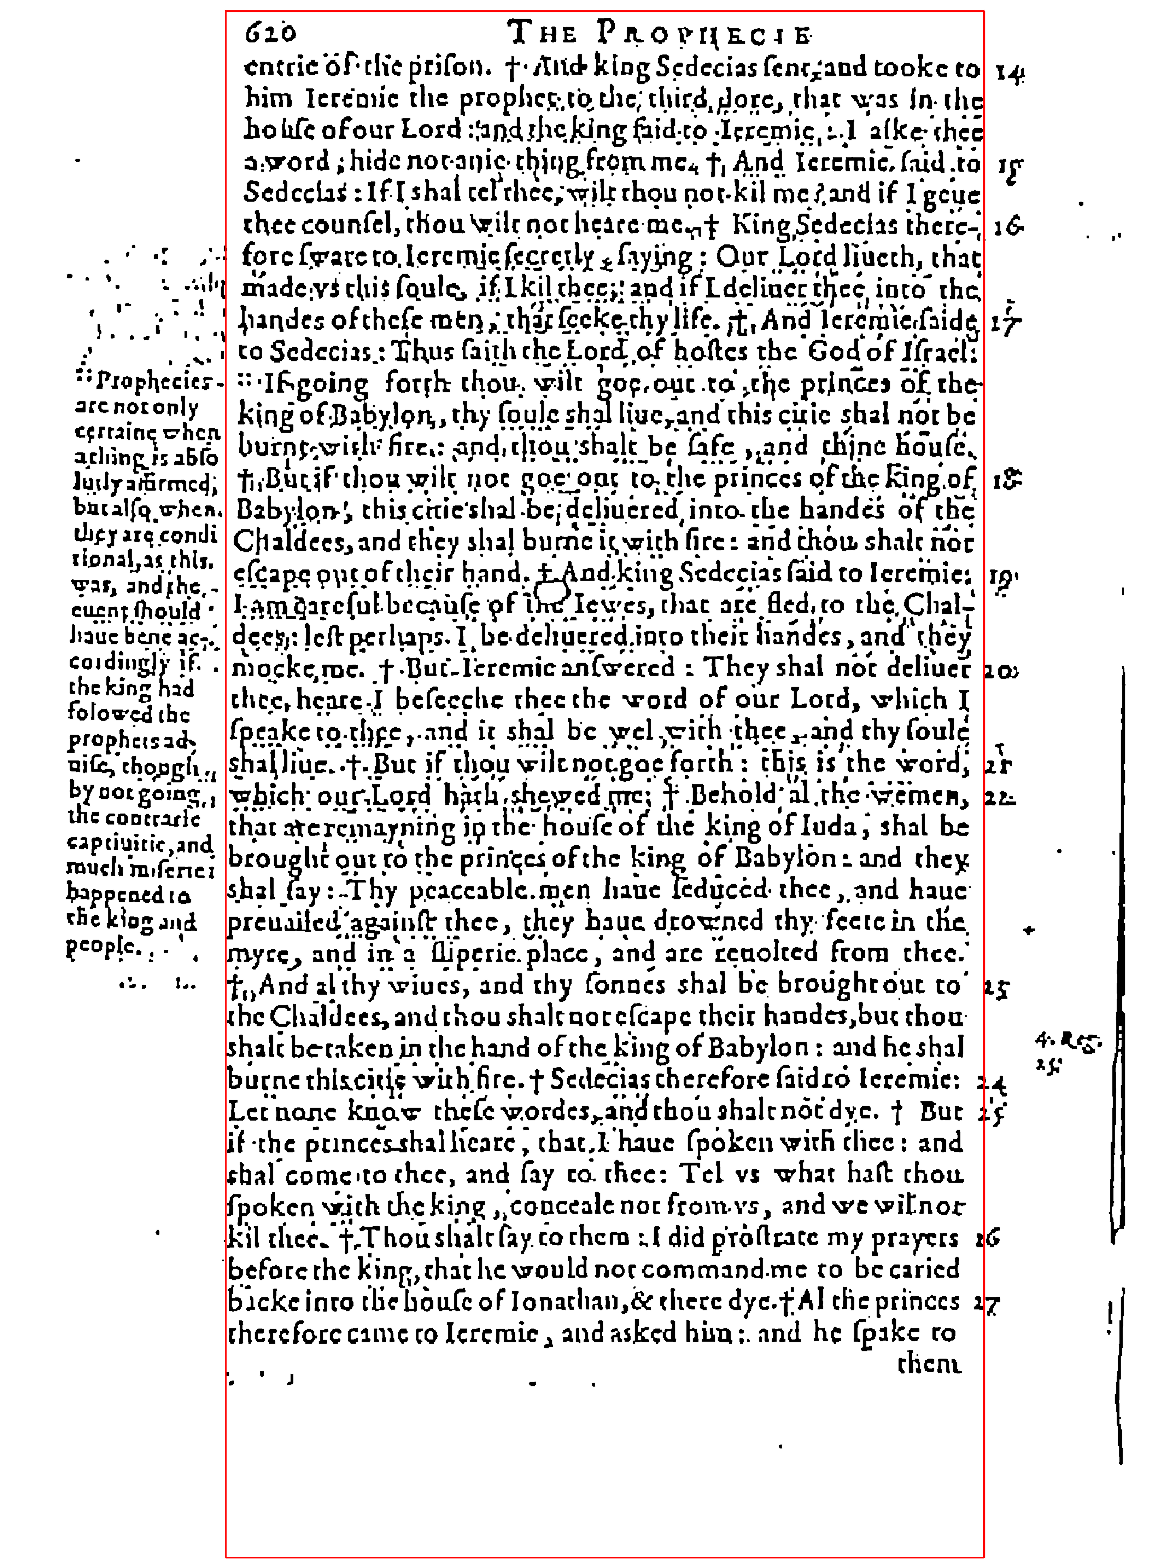 620 THE PROPHECIE
entrie of the prison. † And king Sedecias sent, and tooke to 14
him Ieremie the prophet to the third dore, that was in the
house of our Lord: and the king said to Ieremie, I aske thee
a word, hide not anie thing from me. † And Ieremie said to 15
Sedecias: If I shal tel thee, wilt thou not kil me? and if I geue
thee counsel, thou wilt not heare me. † King Sedecias there- 16
fore sware to Ieremie secretly, saying: Our Lord liueth, that
made vs this soule, if I kil thee, and if I deliuer thee into the
handes of these men, that seeke thy life. † And Ieremie saide 17
to Sedecias: Thus saith the Lord of hostes the God of Israel:
:: If going forth thou wilt goe out to the princes of the
king of Babylon, thy soule shal liue, and this citie shal not be
burnt with fire: and thou shalt be safe, and thine house.
† But if thou wilt not goe out to the princes of the king of 18
Babylon, this citie shal be deliuered into the handes of the
Chaldees, and they shal burne it with fire: and thou shalt not
escape out of their hand. † And king Sedecias said to Ieremie: 19
I am careful because of the Iewes, that are fled to the Chal-
dees: lest perhaps I be deliuered into their handes, and they
mocke me. † But Ieremie answered: They shal not deliuer 20
thee, heare I beseeche thee the word of our Lord, which I
speake to thee, and it shal be wel with thee, and thy soule
shal liue. † But if thou wilt not goe forth: this is the word, 21
which our Lord hath shewed me: † Behold al the wemen, 22
that are remayning in the house of the king of Iuda, shal be
brought out to the princes of the king of Babylon: and they
shal say: Thy peaceable men haue seduced thee, and haue
preuailed against thee, they haue drowned thy feete in the
myre, and in a slipperie place, and are reuolted from thee.
† And al thy wiues, and thy sonnes shal be brought out to 23
the Chaldees, and thou shalt not escape their handes, but thou
shalt be taken in the hand of the king of Babylon: and he shal
burne this citie with fire. † Sedecias therefore said to Ieremie: 24
Let none know these wordes, and thou shalt not dye. † But 25
if the princes shal heare, that I haue spoken with thee: and
shal come to thee, and say to thee: Tel vs what hast thou
spoken with the king, conceale not from vs, and we wil not
kil thee. † Thou shalt say to them: I did prostrate my prayers 26
before the king, that he would not command me to be caried
backe into the house of Ionathan, & there dye. † Al the princes 27
therefore came to Ieremie, and asked him: and he spake to
them
:: Prophecies
are not only
certaine when
a thing is abso
lutly affirmed,
but also when
they are condi
tional, as this
was, and the
euent should
haue bene ac-
cordingly if
the king had
folowed the
prophets ad-
uise, though
by not going,
the contrarie
captiuitie, and
much miserie
happened to
the king and
people.
4. Reg.
25.